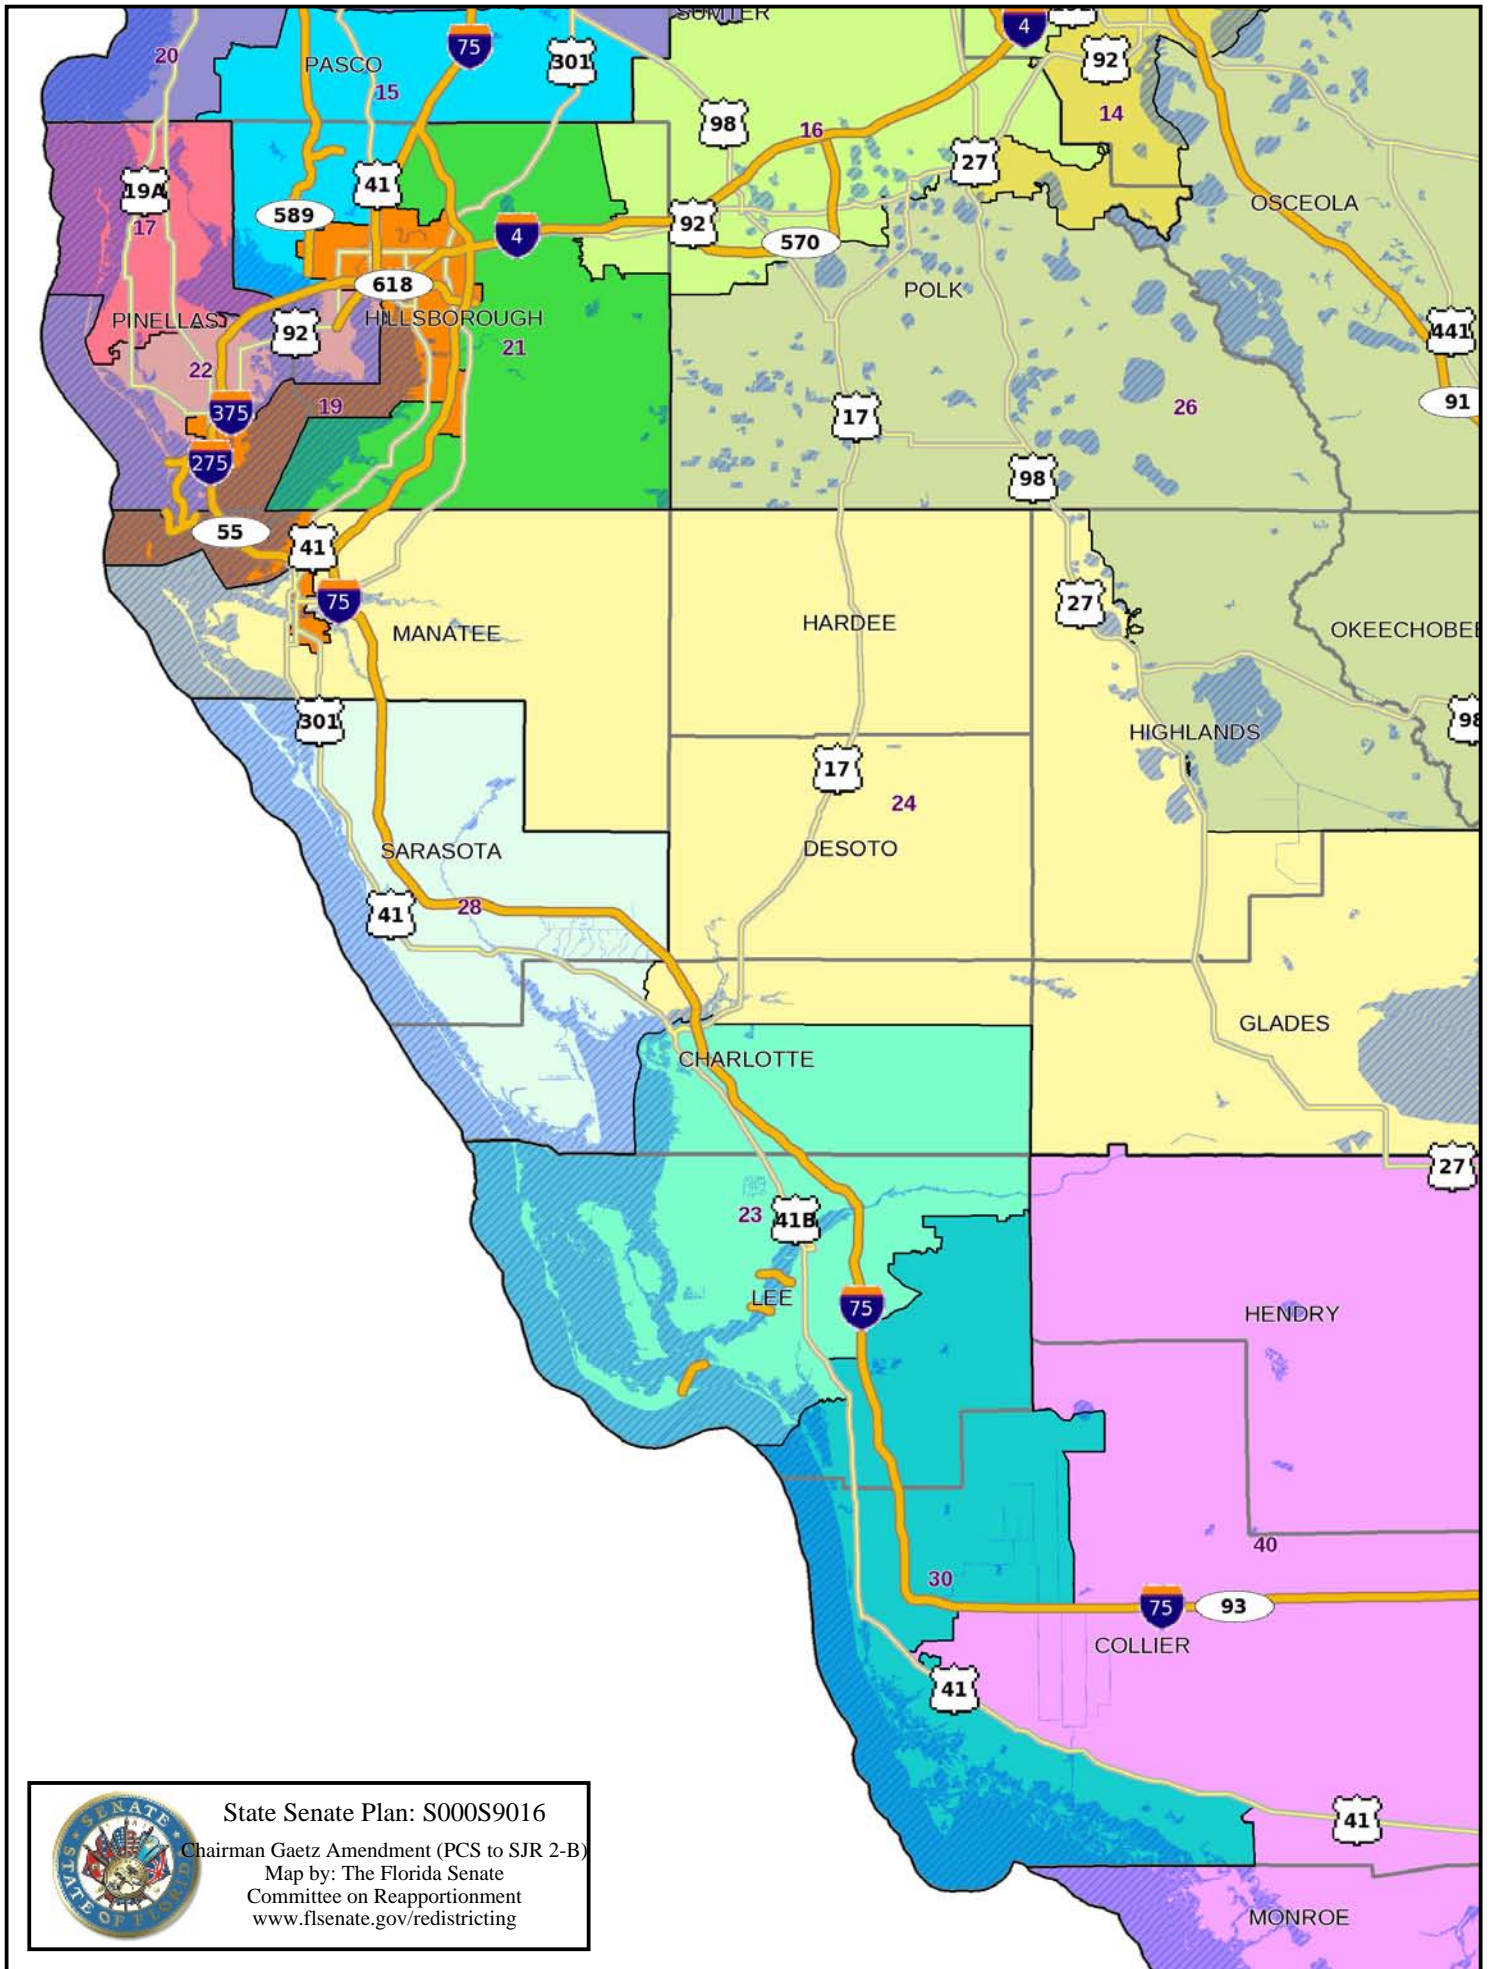 SUMTER
4
75
20
92
PASCO
301
15
14
98
16
27
19A
41
OSCEOLA
589
17
92
4
570
618
POLK
PINELLAS
92
HILLSBOROUGH
441
21
22
91
375
19
26
17
275
98
55
41
75
27
HARDEE
MANATEE
OKEECHOBEE
301
98
HIGHLANDS
17
24
DESOTO
SARASOTA
28
41
GLADES
CHARLOTTE
27
23
41B
LEE
75
HENDRY
40
30
75
93
COLLIER
41
41
MONROE
SENATE
STATE OF FLORIDA
State Senate Plan: S000S9016
Chairman Gaetz Amendment (PCS to SJR 2-B)
Map by: The Florida Senate
Committee on Reapportionment
www.flsenate.gov/redistricting